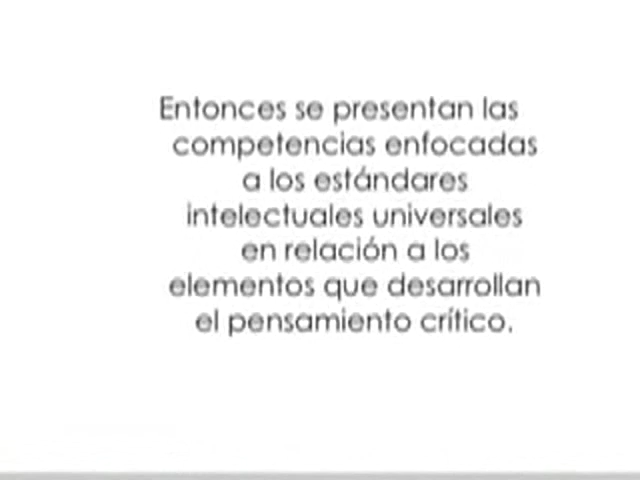 Entonces se presentan las
competencias enfocadas
a los estándares
intelectuales universales
en relación a los
elementos que desarrollan
el pensamiento crítico.